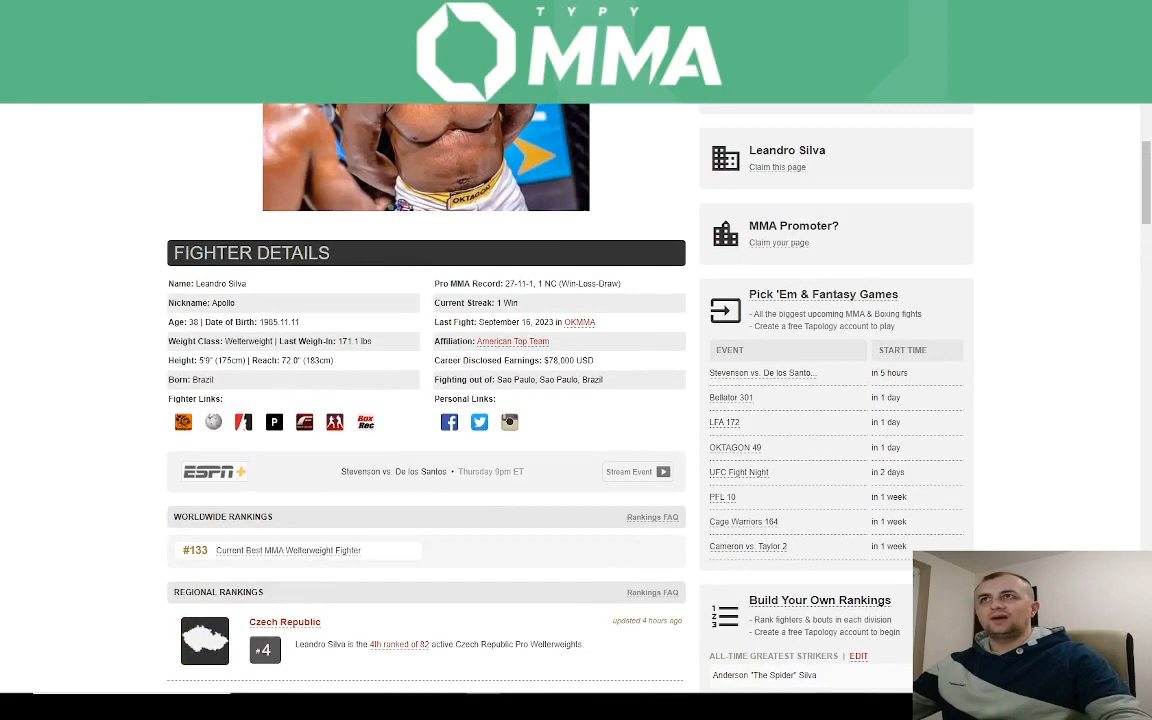 TYPY
MMA
OKTAGON
Leandro Silva
Claim this page
MMA Promoter?
Claim your page
FIGHTER DETAILS
Name: Leandro Silva
Pro MMA Record: 27-11-1, 1 NC (Win-Loss-Draw)
Nickname: Apollo
Current Streak: 1 Win
Age: 38 | Date of Birth: 1985.11.11
Last Fight: September 16, 2023 in OKMMA
Weight Class: Welterweight | Last Weigh-In: 171.1 lbs
Affiliation: American Top Team
Height: 5'9" (175cm) | Reach: 72.0" (183cm)
Career Disclosed Earnings: $78,000 USD
Born: Brazil
Fighting out of: Sao Paulo, Sao Paulo, Brazil
Fighter Links:
Personal Links:
P
Box
Rec
ESPN+
Stevenson vs. De los Santos • Thursday 9pm ET
Stream Event
WORLDWIDE RANKINGS
Rankings FAQ
#133 Current Best MMA Welterweight Fighter
REGIONAL RANKINGS
Rankings FAQ
Czech Republic
updated 4 hours ago
#4
Leandro Silva is the 4th ranked of 82 active Czech Republic Pro Welterweights.
Pick 'Em & Fantasy Games
- All the biggest upcoming MMA & Boxing fights
- Create a free Tapology account to play
EVENT START TIME
Stevenson vs. De los Santo... in 5 hours
Bellator 301 in 1 day
LFA 172 in 1 day
OKTAGON 49 in 1 day
UFC Fight Night in 2 days
PFL 10 in 1 week
Cage Warriors 164 in 1 week
Cameron vs. Taylor 2 in 1 week
Build Your Own Rankings
- Rank fighters & bouts in each division
- Create a free Tapology account to begin
ALL-TIME GREATEST STRIKERS | EDIT
Anderson "The Spider" Silva